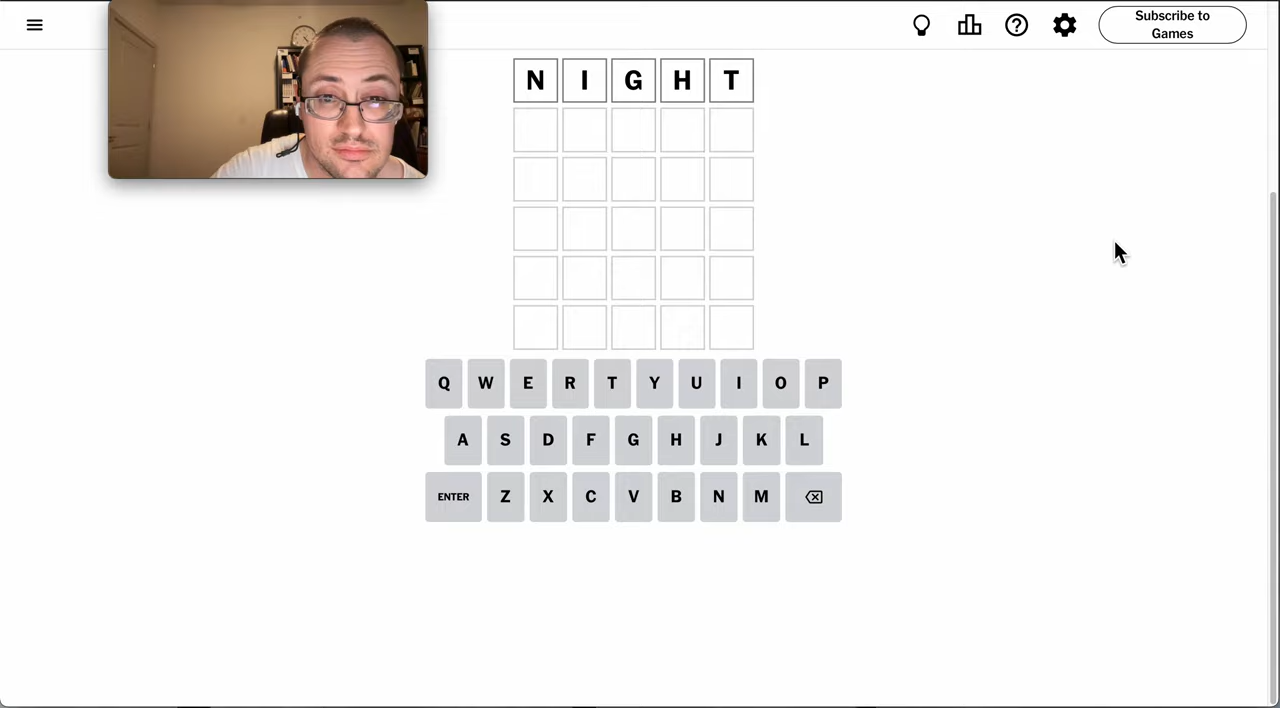 Subscribe to
Games
N I G H T
Q W E R T Y U I O P
A S D F G H J K L
ENTER Z X C V B N M